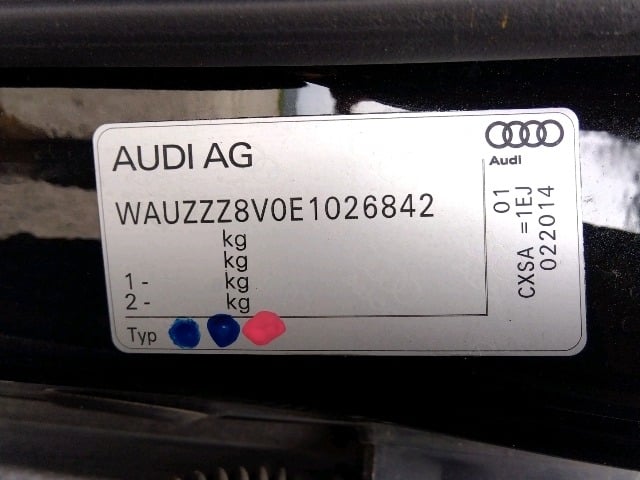 AUDI AG
Audi
WAUZZZ8V0E1026842
kg
kg
1 - kg
2 - kg
Typ
01
CXSA =1EJ
022014